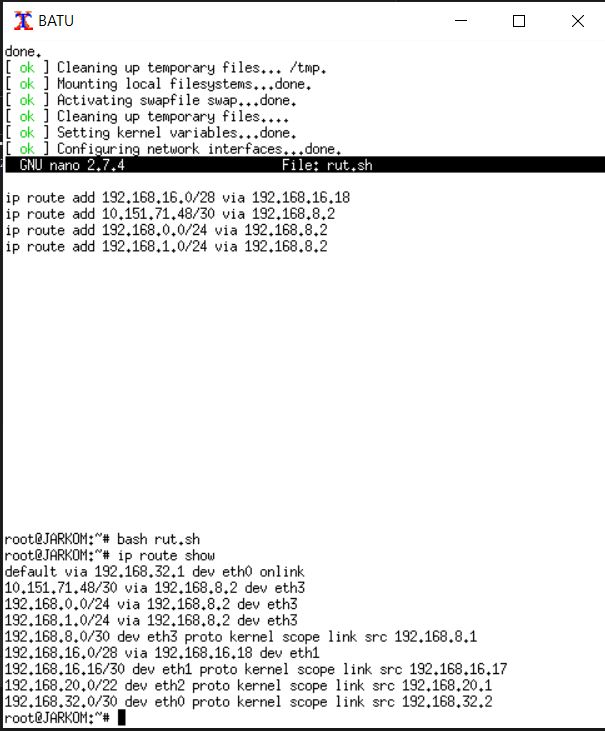 BATU
done.
[ ok ] Cleaning up temporary files... /tmp.
[ ok ] Mounting local filesystems...done.
[ ok ] Activating swapfile swap...done.
[ ok ] Cleaning up temporary files....
[ ok ] Setting kernel variables...done.
[ ok ] Configuring network interfaces...done.
GNU nano 2.7.4 File: rut.sh
ip route add 192.168.16.0/28 via 192.168.16.18
ip route add 10.151.71.48/30 via 192.168.8.2
ip route add 192.168.0.0/24 via 192.168.8.2
ip route add 192.168.1.0/24 via 192.168.8.2
root@JARKOM:~# bash rut.sh
root@JARKOM:~# ip route show
default via 192.168.32.1 dev eth0 onlink
10.151.71.48/30 via 192.168.8.2 dev eth3
192.168.0.0/24 via 192.168.8.2 dev eth3
192.168.1.0/24 via 192.168.8.2 dev eth3
192.168.8.0/30 dev eth3 proto kernel scope link src 192.168.8.1
192.168.16.0/28 via 192.168.16.18 dev eth1
192.168.16.16/30 dev eth1 proto kernel scope link src 192.168.16.17
192.168.20.0/22 dev eth2 proto kernel scope link src 192.168.20.1
192.168.32.0/30 dev eth0 proto kernel scope link src 192.168.32.2
root@JARKOM:~#